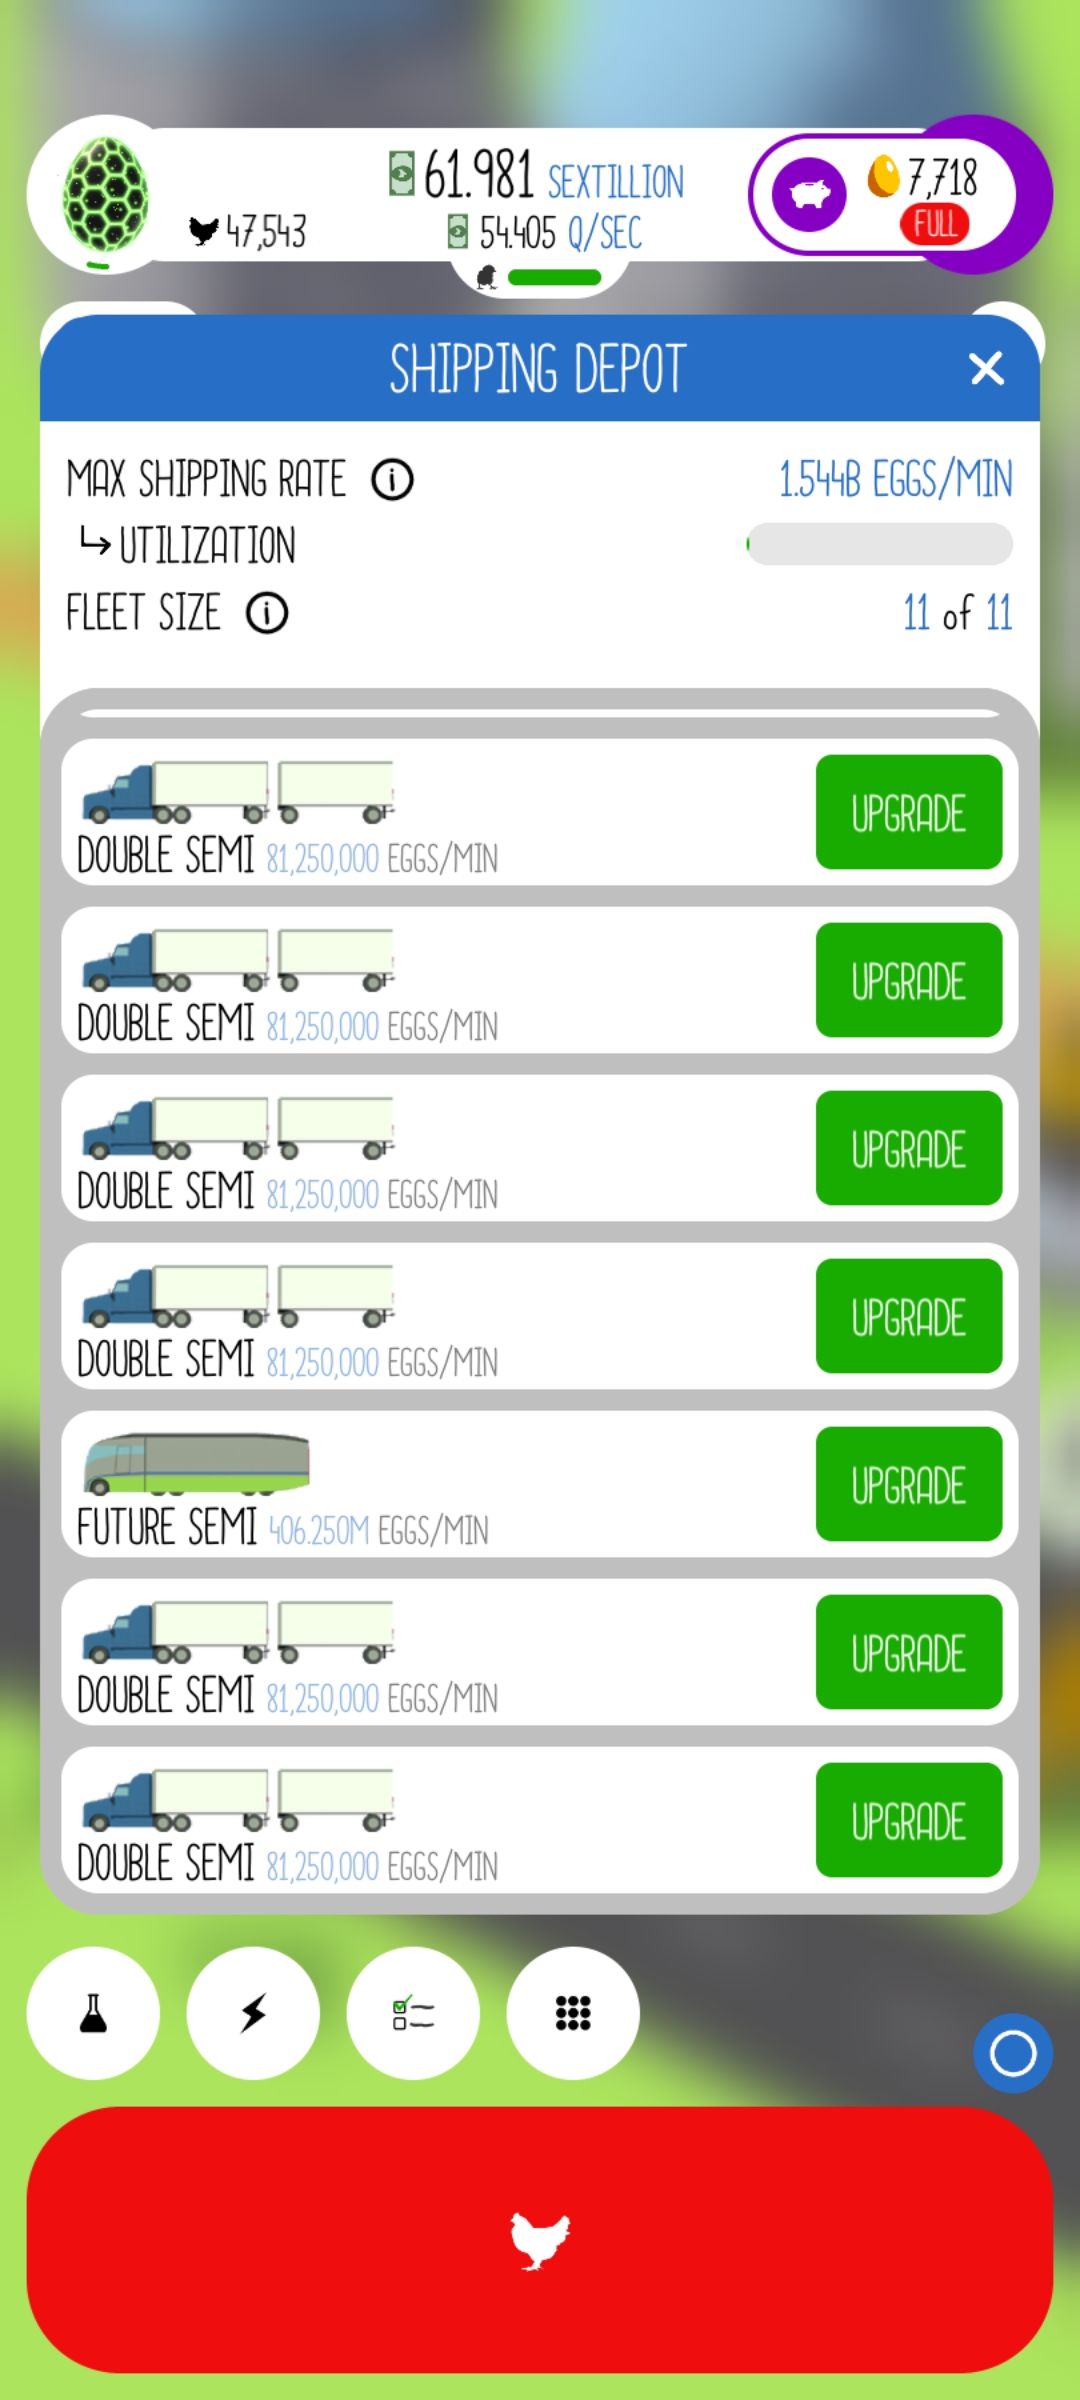 61.981 SEXTILLION
47,543
54.405 Q/SEC
7,718
FULL
SHIPPING DEPOT
MAX SHIPPING RATE 1.544B EGGS/MIN
UTILIZATION
FLEET SIZE 11 of 11
DOUBLE SEMI 81,250,000 EGGS/MIN
UPGRADE
DOUBLE SEMI 81,250,000 EGGS/MIN
UPGRADE
DOUBLE SEMI 81,250,000 EGGS/MIN
UPGRADE
DOUBLE SEMI 81,250,000 EGGS/MIN
UPGRADE
FUTURE SEMI 406.250M EGGS/MIN
UPGRADE
DOUBLE SEMI 81,250,000 EGGS/MIN
UPGRADE
DOUBLE SEMI 81,250,000 EGGS/MIN
UPGRADE